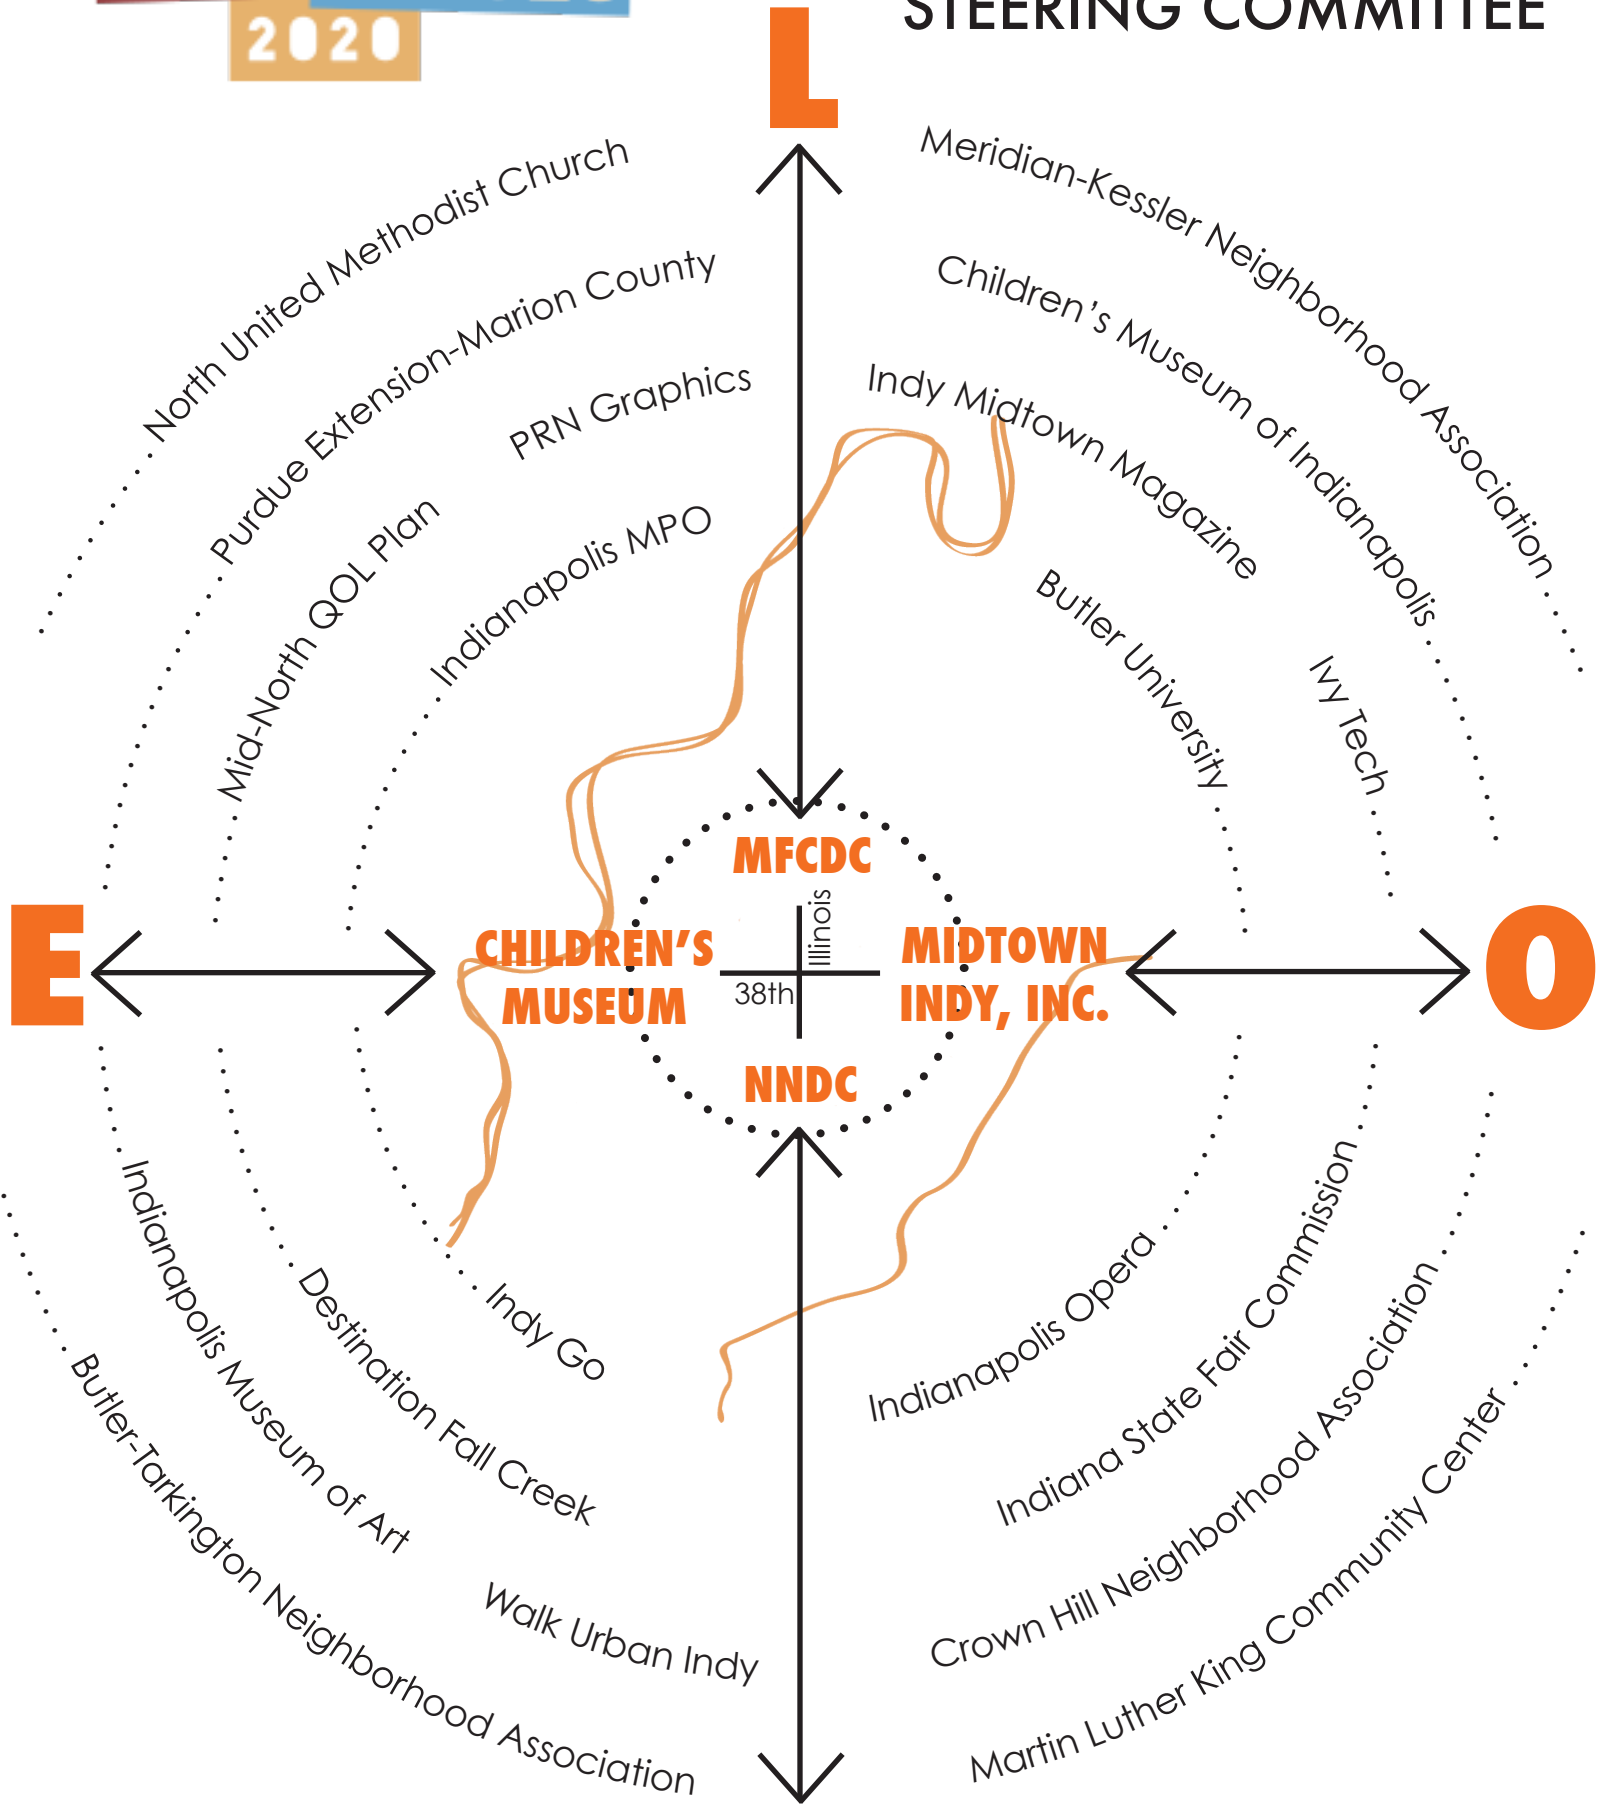 2020
STEERING COMMITTEE
L
North United Methodist Church
Purdue Extension-Marion County
PRN Graphics
Mid-North QOL Plan
Indianapolis MPO
Meridian-Kessler Neighborhood Association
Children's Museum of Indianapolis
Indy Midtown Magazine
Butler University
Ivy Tech
MFCDC
Illinois
E
CHILDREN'S
MUSEUM
38th
MIDTOWN
INDY, INC.
O
NNDC
Indy Go
Destination Fall Creek
Indianapolis Museum of Art
Walk Urban Indy
Butler-Tarkington Neighborhood Association
Indianapolis Opera
Indiana State Fair Commission
Crown Hill Neighborhood Association
Martin Luther King Community Center